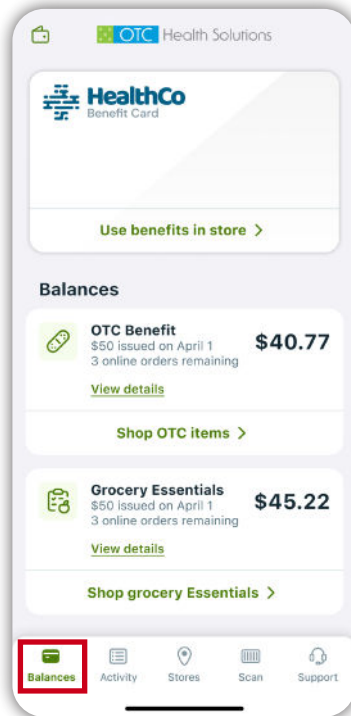 OTC Health Solutions
HealthCo
Benefit Card
Use benefits in store >
Balances
OTC Benefit
$50 issued on April 1
3 online orders remaining
$40.77
View details
Shop OTC items >
Grocery Essentials
$50 issued on April 1
3 online orders remaining
$45.22
View details
Shop grocery Essentials >
Balances Activity Stores Scan Support